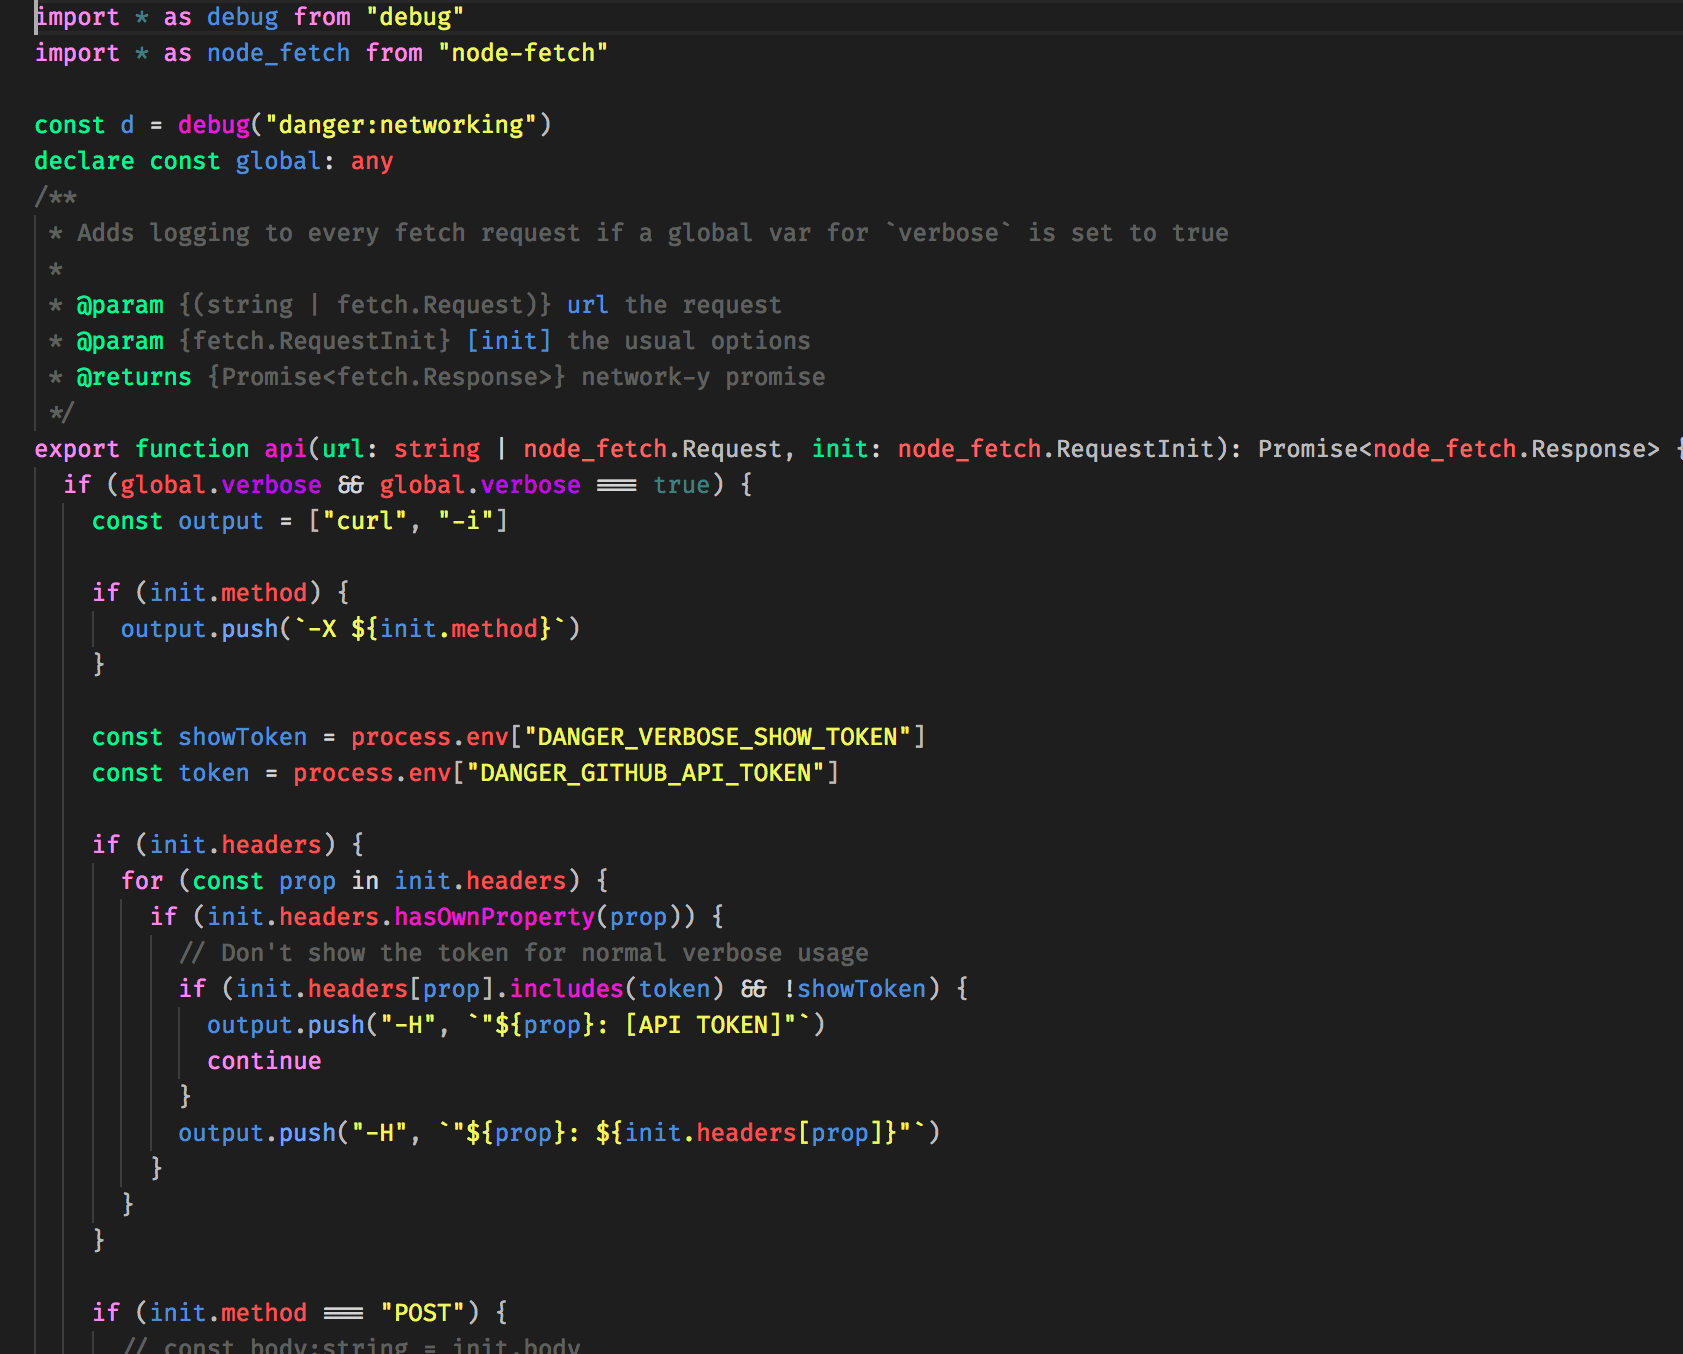 import * as debug from "debug"
import * as node_fetch from "node-fetch"

const d = debug("danger:networking")
declare const global: any
/**
 * Adds logging to every fetch request if a global var for `verbose` is set to true
 *
 * @param {(string | fetch.Request)} url the request
 * @param {fetch.RequestInit} [init] the usual options
 * @returns {Promise<fetch.Response>} network-y promise
 */
export function api(url: string | node_fetch.Request, init: node_fetch.RequestInit): Promise<node_fetch.Response> {
  if (global.verbose && global.verbose === true) {
    const output = ["curl", "-i"]

    if (init.method) {
      output.push(`-X ${init.method}`)
    }

    const showToken = process.env["DANGER_VERBOSE_SHOW_TOKEN"]
    const token = process.env["DANGER_GITHUB_API_TOKEN"]

    if (init.headers) {
      for (const prop in init.headers) {
        if (init.headers.hasOwnProperty(prop)) {
          // Don't show the token for normal verbose usage
          if (init.headers[prop].includes(token) && !showToken) {
            output.push("-H", `"${prop}: [API TOKEN]"`)
            continue
          }
          output.push("-H", `"${prop}: ${init.headers[prop]}"`)
        }
      }
    }

    if (init.method === "POST") {
      // const body:string = init.body